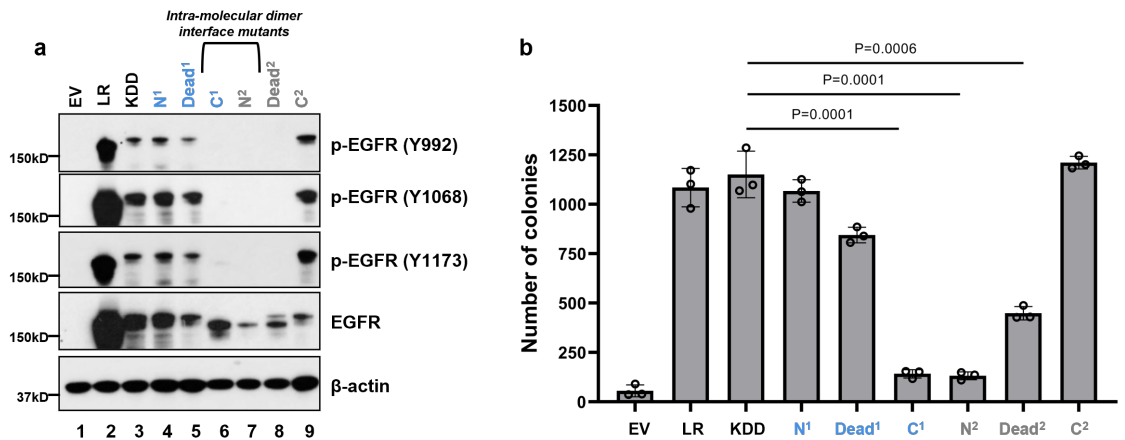 Intra-molecular dimer
interface mutants
a
EV LR KDD N¹ Dead¹ C¹ N² Dead² C²
150kD p-EGFR (Y992)
150kD p-EGFR (Y1068)
150kD p-EGFR (Y1173)
150kD EGFR
37kD β-actin
1 2 3 4 5 6 7 8 9
b
P=0.0006
P=0.0001
P=0.0001
Number of colonies
1500
1250
1000
750
500
250
0
EV LR KDD N¹ Dead¹ C¹ N² Dead² C²